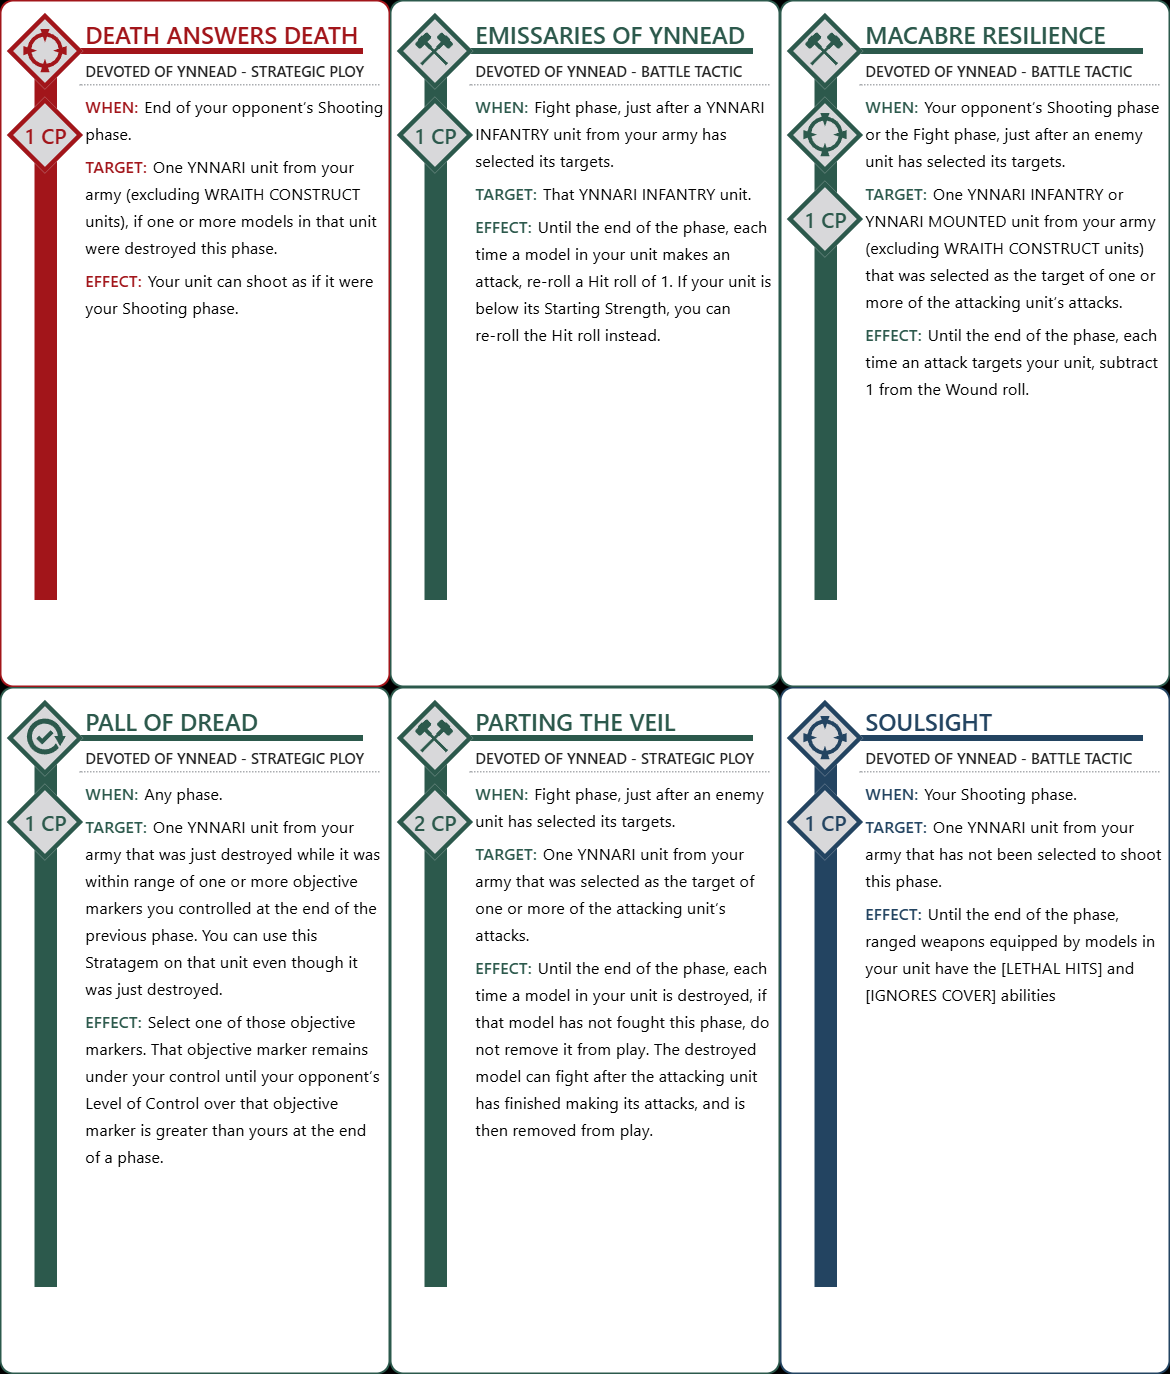 DEATH ANSWERS DEATH
DEVOTED OF YNNEAD - STRATEGIC PLOY
1 CP
WHEN: End of your opponent's Shooting
phase.
TARGET: One YNNARI unit from your
army (excluding WRAITH CONSTRUCT
units), if one or more models in that unit
were destroyed this phase.
EFFECT: Your unit can shoot as if it were
your Shooting phase.
EMISSARIES OF YNNEAD
DEVOTED OF YNNEAD - BATTLE TACTIC
1 CP
WHEN: Fight phase, just after a YNNARI
INFANTRY unit from your army has
selected its targets.
TARGET: That YNNARI INFANTRY unit.
EFFECT: Until the end of the phase, each
time a model in your unit makes an
attack, re-roll a Hit roll of 1. If your unit is
below its Starting Strength, you can
re-roll the Hit roll instead.
MACABRE RESILIENCE
DEVOTED OF YNNEAD - BATTLE TACTIC
1 CP
WHEN: Your opponent's Shooting phase
or the Fight phase, just after an enemy
unit has selected its targets.
TARGET: One YNNARI INFANTRY or
YNNARI MOUNTED unit from your army
(excluding WRAITH CONSTRUCT units)
that was selected as the target of one or
more of the attacking unit's attacks.
EFFECT: Until the end of the phase, each
time an attack targets your unit, subtract
1 from the Wound roll.
PALL OF DREAD
DEVOTED OF YNNEAD - STRATEGIC PLOY
1 CP
WHEN: Any phase.
TARGET: One YNNARI unit from your
army that was just destroyed while it was
within range of one or more objective
markers you controlled at the end of the
previous phase. You can use this
Stratagem on that unit even though it
was just destroyed.
EFFECT: Select one of those objective
markers. That objective marker remains
under your control until your opponent's
Level of Control over that objective
marker is greater than yours at the end
of a phase.
PARTING THE VEIL
DEVOTED OF YNNEAD - STRATEGIC PLOY
2 CP
WHEN: Fight phase, just after an enemy
unit has selected its targets.
TARGET: One YNNARI unit from your
army that was selected as the target of
one or more of the attacking unit's
attacks.
EFFECT: Until the end of the phase, each
time a model in your unit is destroyed, if
that model has not fought this phase, do
not remove it from play. The destroyed
model can fight after the attacking unit
has finished making its attacks, and is
then removed from play.
SOULSIGHT
DEVOTED OF YNNEAD - BATTLE TACTIC
1 CP
WHEN: Your Shooting phase.
TARGET: One YNNARI unit from your
army that has not been selected to shoot
this phase.
EFFECT: Until the end of the phase,
ranged weapons equipped by models in
your unit have the [LETHAL HITS] and
[IGNORES COVER] abilities